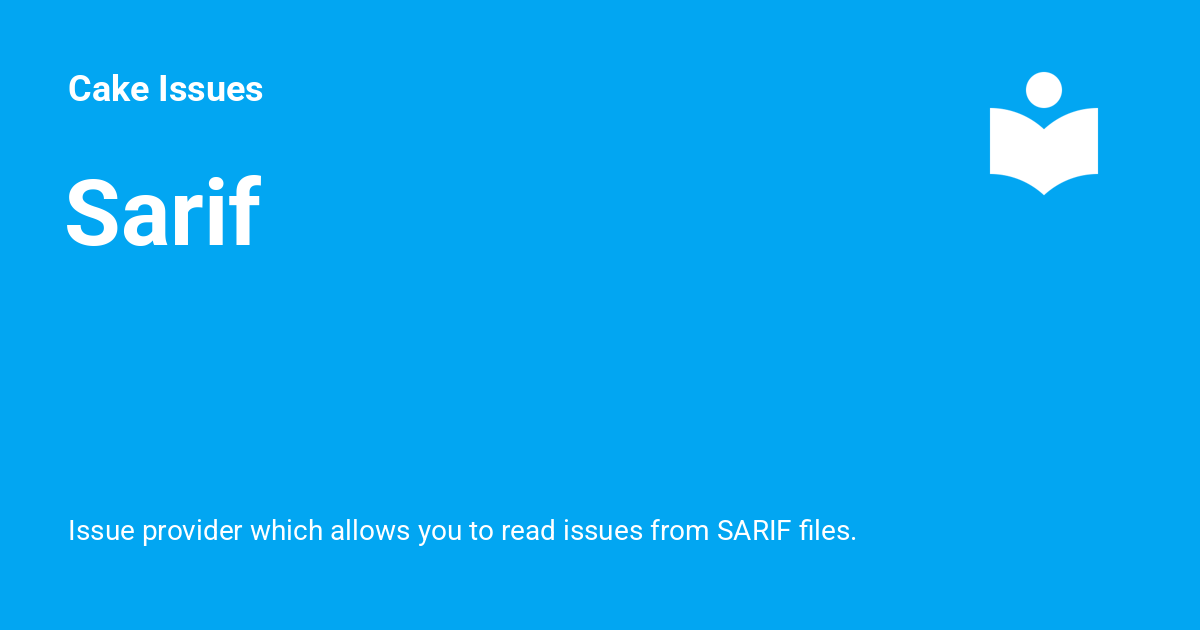 Cake Issues
Sarif
Issue provider which allows you to read issues from SARIF files.